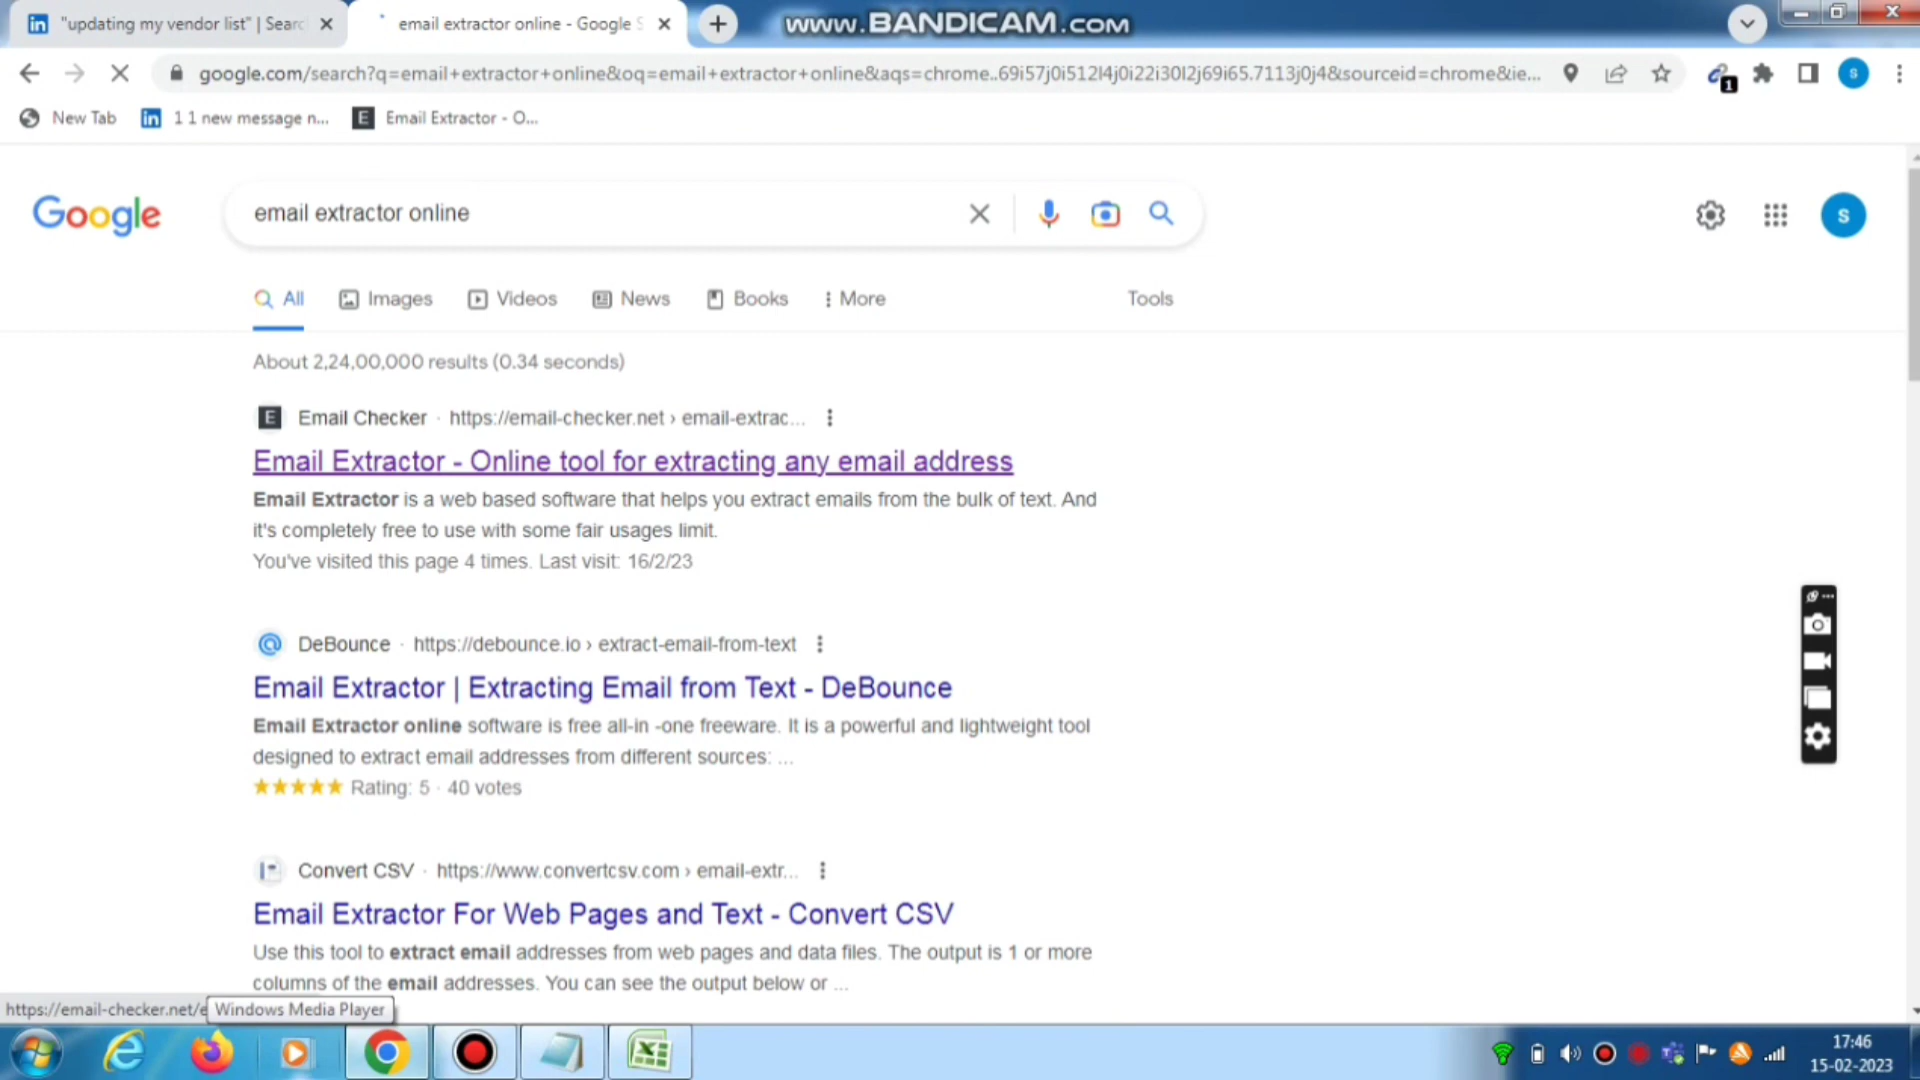 "updating my vendor list" | Searc
email extractor online - Google S
www.BANDICAM.com
google.com/search?q=email+extractor+online&oq=email+extractor+online&aqs=chrome..69i57j0i512l4j0i22i30l2j69i65.7113j0j4&sourceid=chrome&ie...
1
s
New Tab
1 1 new message n...
E
Email Extractor - O...
Google
email extractor online
s
All
Images
Videos
News
Books
More
Tools
About 2,24,00,000 results (0.34 seconds)
E
Email Checker · https://email-checker.net › email-extrac...
Email Extractor - Online tool for extracting any email address
Email Extractor is a web based software that helps you extract emails from the bulk of text. And
it's completely free to use with some fair usages limit.
You've visited this page 4 times. Last visit: 16/2/23
DeBounce · https://debounce.io › extract-email-from-text
Email Extractor | Extracting Email from Text - DeBounce
Email Extractor online software is free all-in -one freeware. It is a powerful and lightweight tool
designed to extract email addresses from different sources: ...
Rating: 5 · 40 votes
Convert CSV · https://www.convertcsv.com › email-extr...
Email Extractor For Web Pages and Text - Convert CSV
Use this tool to extract email addresses from web pages and data files. The output is 1 or more
columns of the email addresses. You can see the output below or ...
https://email-checker.net/e
Windows Media Player
17:46
15-02-2023